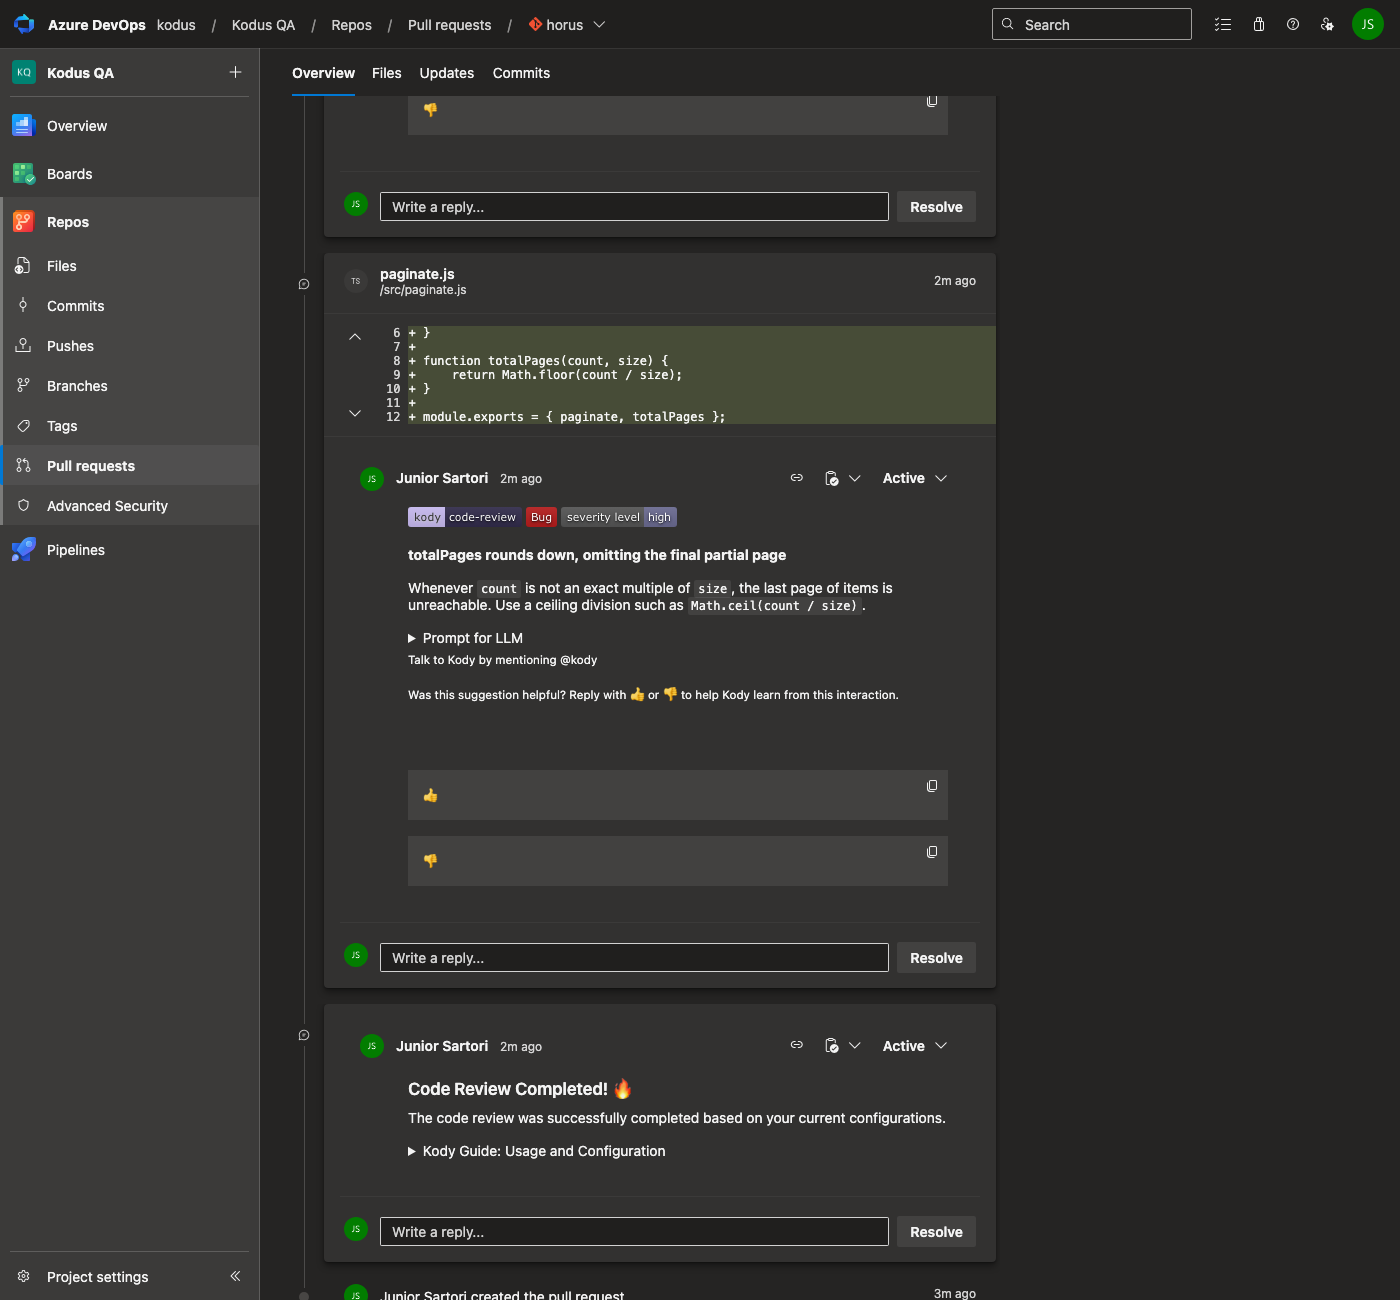 Azure DevOps kodus / Kodus QA / Repos / Pull requests / horus
Search
JS
KQ Kodus QA
Overview
Boards
Repos
Files
Commits
Pushes
Branches
Tags
Pull requests
Advanced Security
Pipelines
Project settings
Overview Files Updates Commits
👎
JS Write a reply... Resolve
TS paginate.js 2m ago
/src/paginate.js
6 + }
7 +
8 + function totalPages(count, size) {
9 +     return Math.floor(count / size);
10 + }
11 +
12 + module.exports = { paginate, totalPages };
JS Junior Sartori 2m ago Active
kody code-review Bug severity level high
totalPages rounds down, omitting the final partial page
Whenever count is not an exact multiple of size, the last page of items is
unreachable. Use a ceiling division such as Math.ceil(count / size).
Prompt for LLM
Talk to Kody by mentioning @kody
Was this suggestion helpful? Reply with 👍 or 👎 to help Kody learn from this interaction.
👍
👎
JS Write a reply... Resolve
JS Junior Sartori 2m ago Active
Code Review Completed! 🔥
The code review was successfully completed based on your current configurations.
Kody Guide: Usage and Configuration
JS Write a reply... Resolve
JS Junior Sartori created the pull request 3m ago